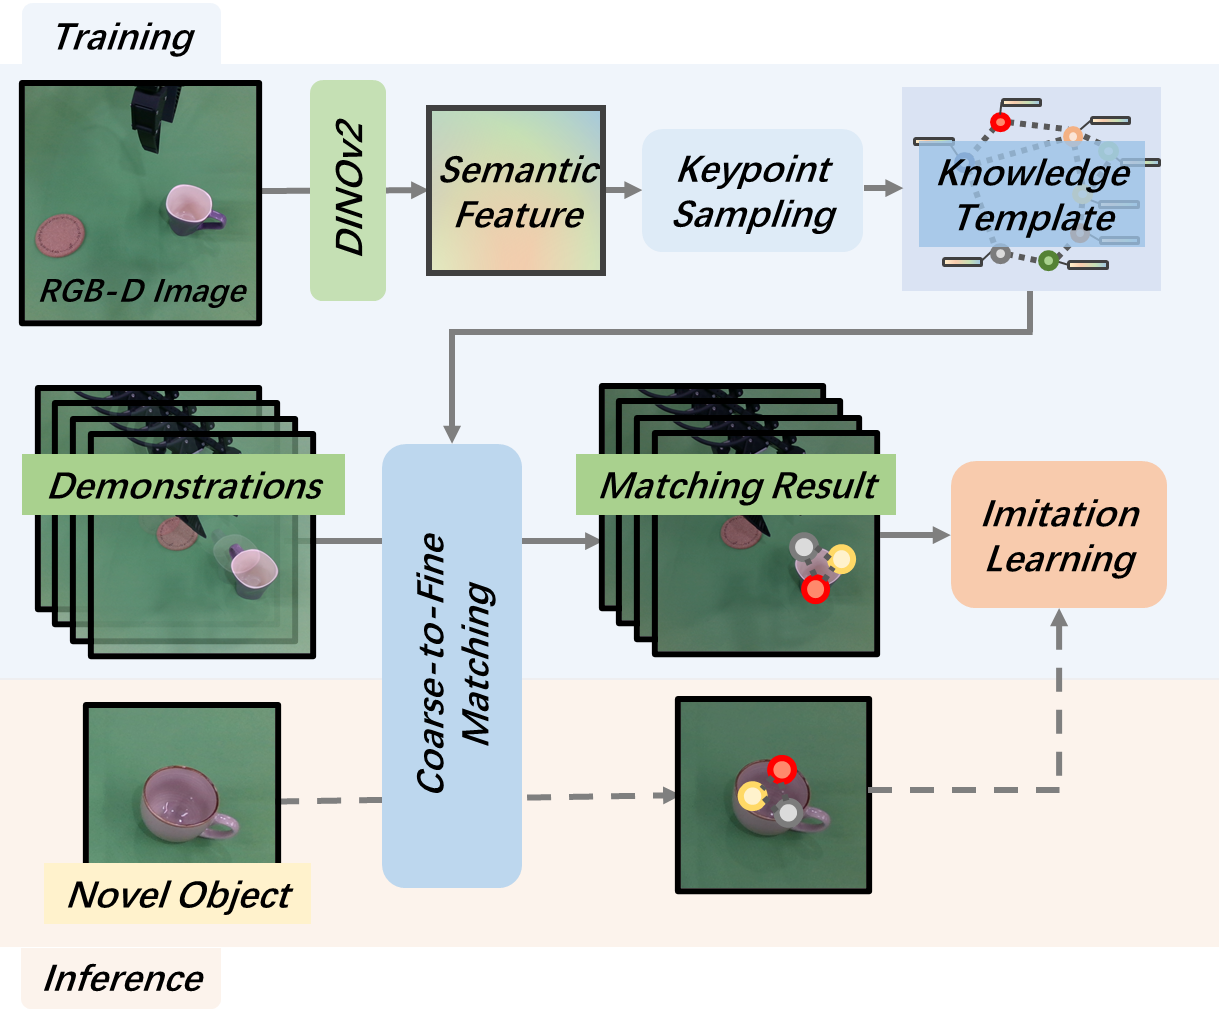 Training
RGB-D Image
DINOv2
Semantic
Feature
Keypoint
Sampling
Knowledge
Template
Demonstrations
Coarse-to-Fine
Matching
Matching Result
Imitation
Learning
Novel Object
Inference